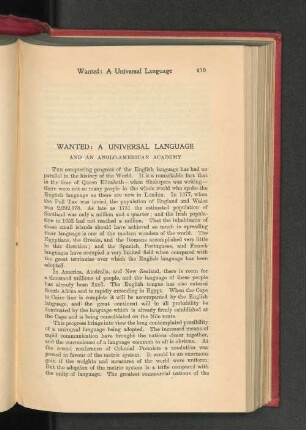 Wanted: A Universal Language 279
WANTED: A UNIVERSAL LANGUAGE
AND AN ANGLO-AMERICAN ACADEMY
THE conquering progress of the English language has had no
parallel in the history of the World. It is a remarkable fact that
in the time of Queen Elizabeth—when Shakspere was writing—
there were not so many people in the whole world who spoke the
English language as there are now in London. In 1377, when
the Poll Tax was levied, the population of England and Wales
was 2,092,978. As late as 1751 the estimated population of
Scotland was only a million and a quarter; and the Irish popula-
tion in 1695 had not reached a million. That the inhabitants of
these small islands should have achieved so much in spreading
their language is one of the modern wonders of the world. The
Egyptians, the Greeks, and the Romans accomplished very little
in this direction; and the Spanish, Portuguese, and French
languages have occupied a very limited field when compared with
the great territories over which the English language has been
adopted.
In America, Australia, and New Zealand, there is room for
a thousand millions of people, and the language of these people
has already been fixed. The English tongue has also entered
South Africa and is rapidly spreading in Egypt. When the Cape
to Cairo line is complete it will be accompanied by the English
language, and the great continent will in all probability be
dominated by the language which is already firmly established at
the Cape and is being consolidated on the Nile route.
This progress brings into view the long contemplated possibility
of a universal language being adopted. The increased means of
rapid communication have brought the nations closer together,
and the convenience of a language common to all is obvious. At
the recent conference of Colonial Premiers a resolution was
passed in favour of the metric system. It would be an enormous
gain if the weights and measures of the world were uniform.
But the adoption of the metric system is a trifle compared with
the unity of language. The greatest commercial nations of the